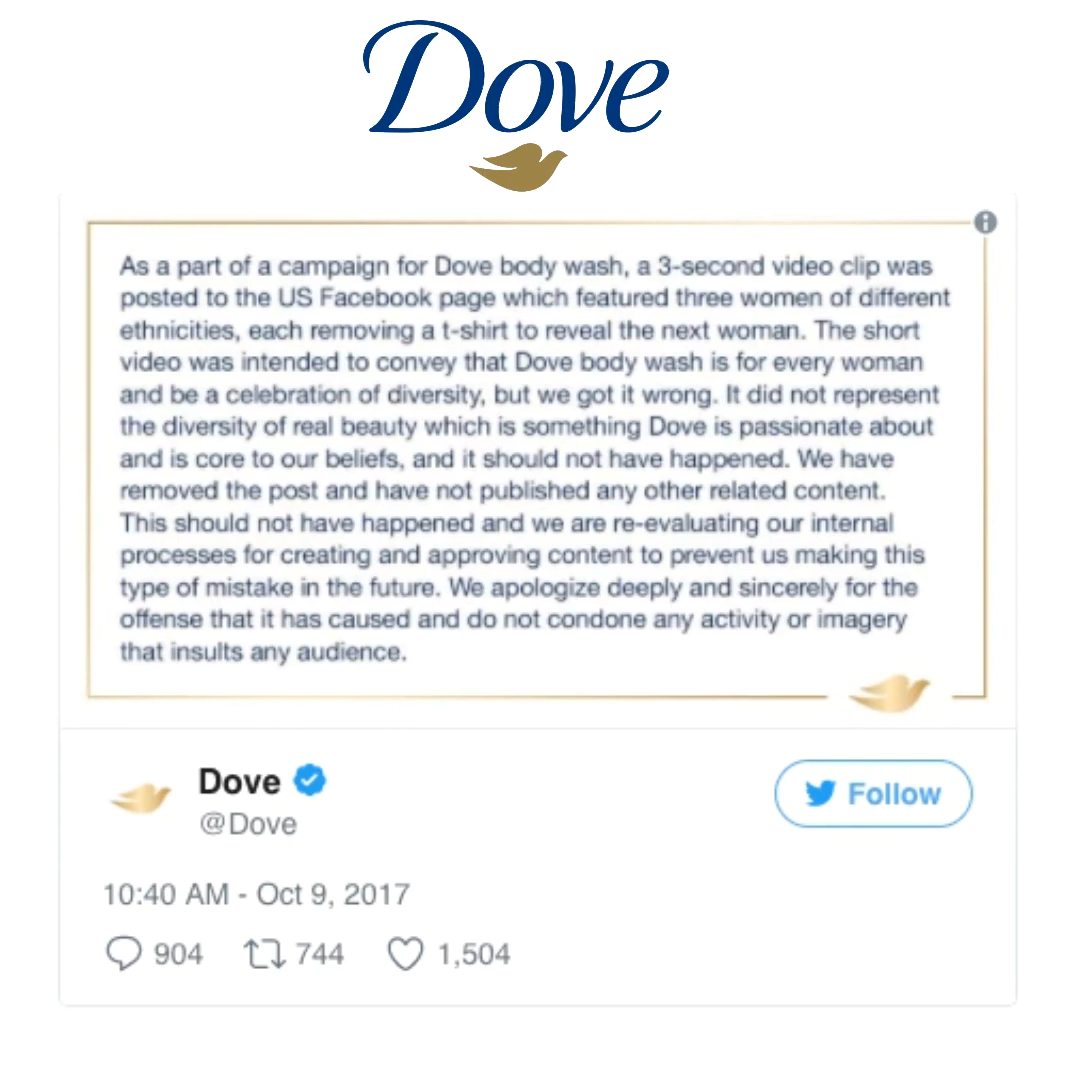 Dove
As a part of a campaign for Dove body wash, a 3-second video clip was
posted to the US Facebook page which featured three women of different
ethnicities, each removing a t-shirt to reveal the next woman. The short
video was intended to convey that Dove body wash is for every woman
and be a celebration of diversity, but we got it wrong. It did not represent
the diversity of real beauty which is something Dove is passionate about
and is core to our beliefs, and it should not have happened. We have
removed the post and have not published any other related content.
This should not have happened and we are re-evaluating our internal
processes for creating and approving content to prevent us making this
type of mistake in the future. We apologize deeply and sincerely for the
offense that it has caused and do not condone any activity or imagery
that insults any audience.
Dove
@Dove
Follow
10:40 AM - Oct 9, 2017
904 744 1,504